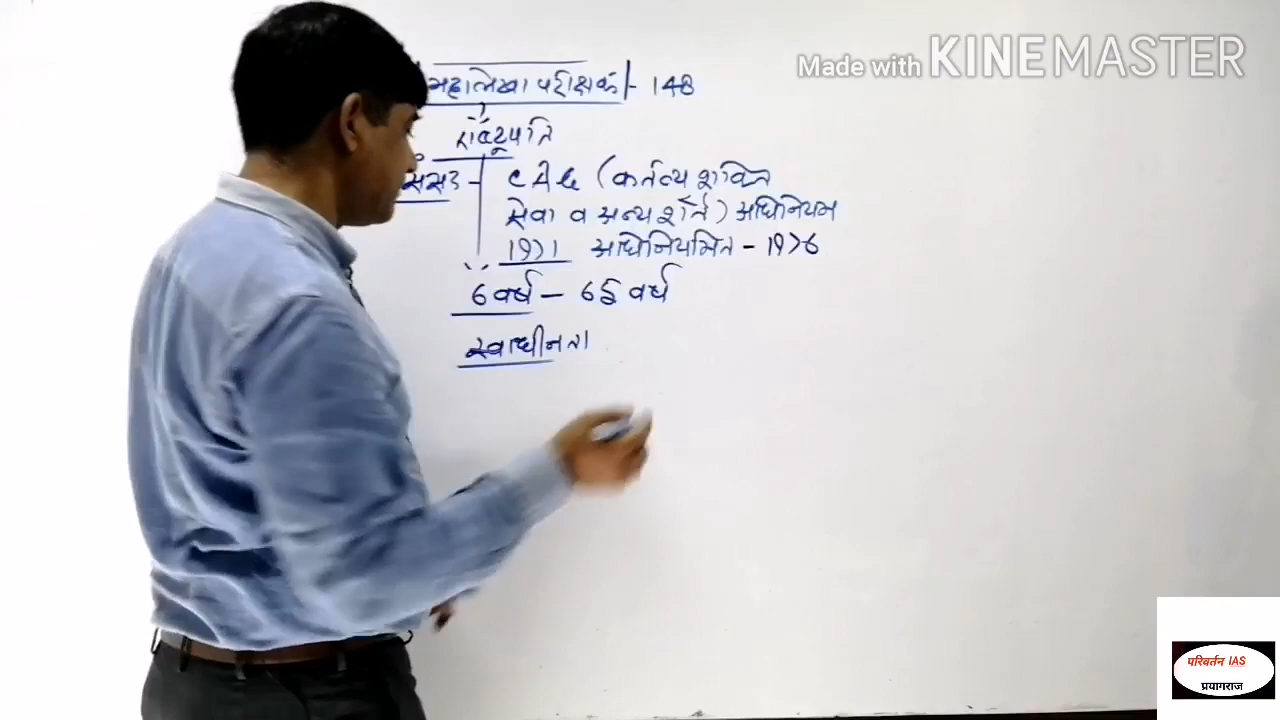 Made with KINEMASTER
महालेखा परीक्षक - 148
राष्ट्रपति
संसद - CAG (कर्तव्य शक्ति
सेवा व अन्य शर्त) अधिनियम
1971 अधिनियमित - 1976
6 वर्ष - 65 वर्ष
स्वाधीनता
परिवर्तन IAS
प्रयागराज